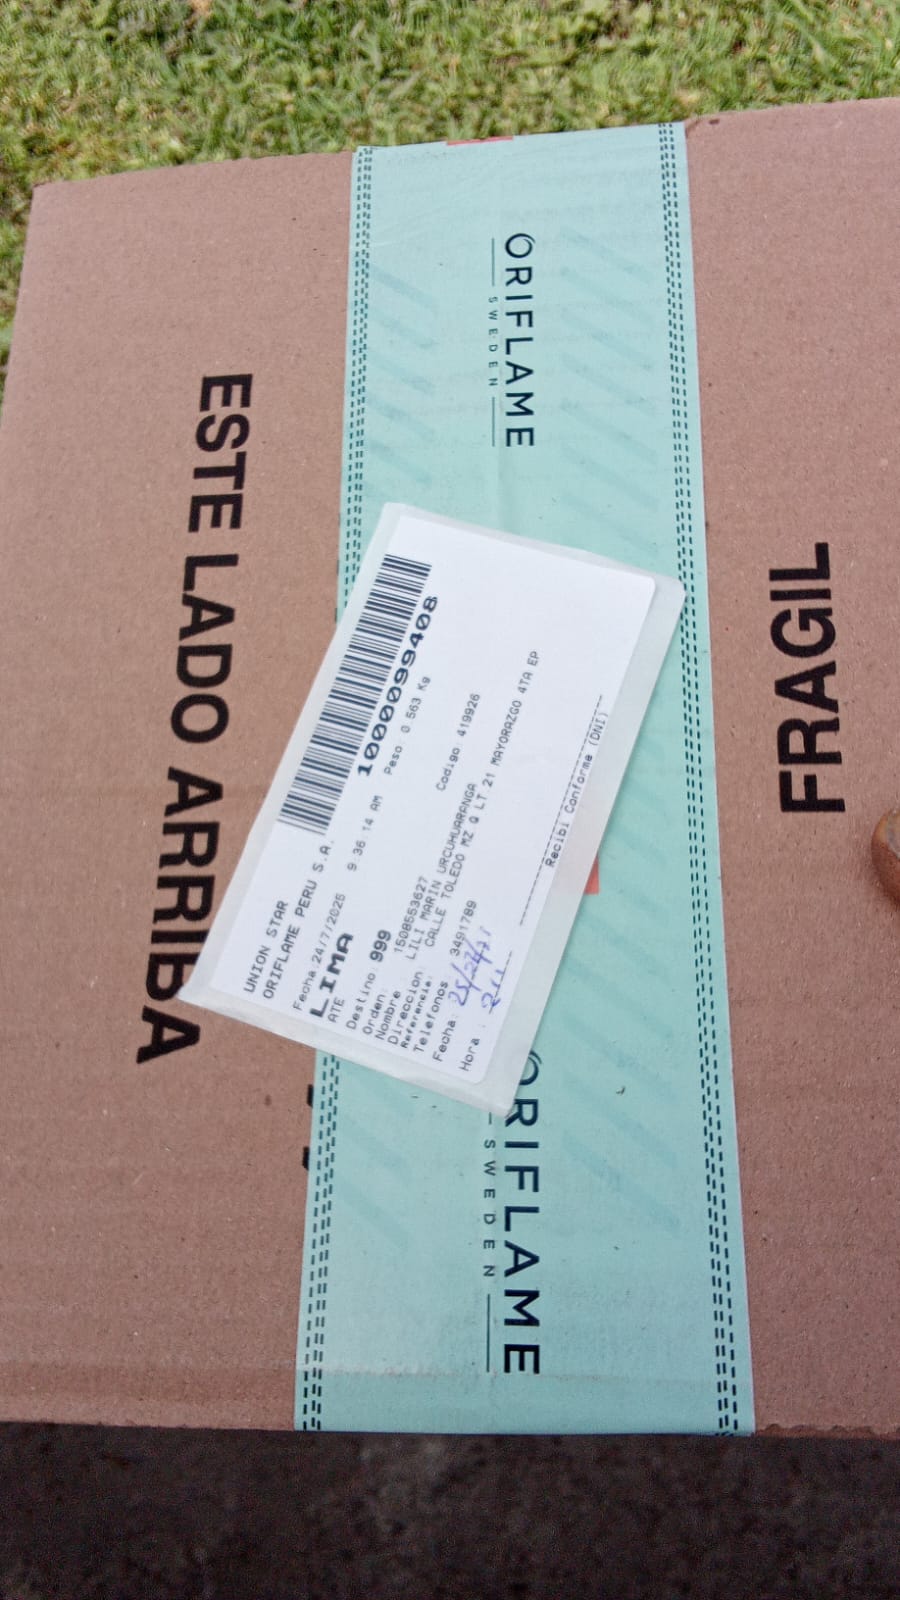 ORIFLAME
SWEDEN
ESTE LADO ARRIBA
FRAGIL
1000099408
UNION STAR
ORIFLAME PERU S.A.
Fecha:24/7/2025 9:36:14 AM Peso: 0.563 Kg
LIMA
ATE
Destino: 999
Orden: 1508553627 Codigo 419926
Nombre LILI MARIN URCUHUARANGA
Direccion CALLE TOLEDO MZ Q LT 21 MAYORAZGO 4TA EP
Referencia:
Telefonos: 3491789
Fecha:
Hora :
Recibi Conforme (DNI)
ORIFLAME
SWEDEN